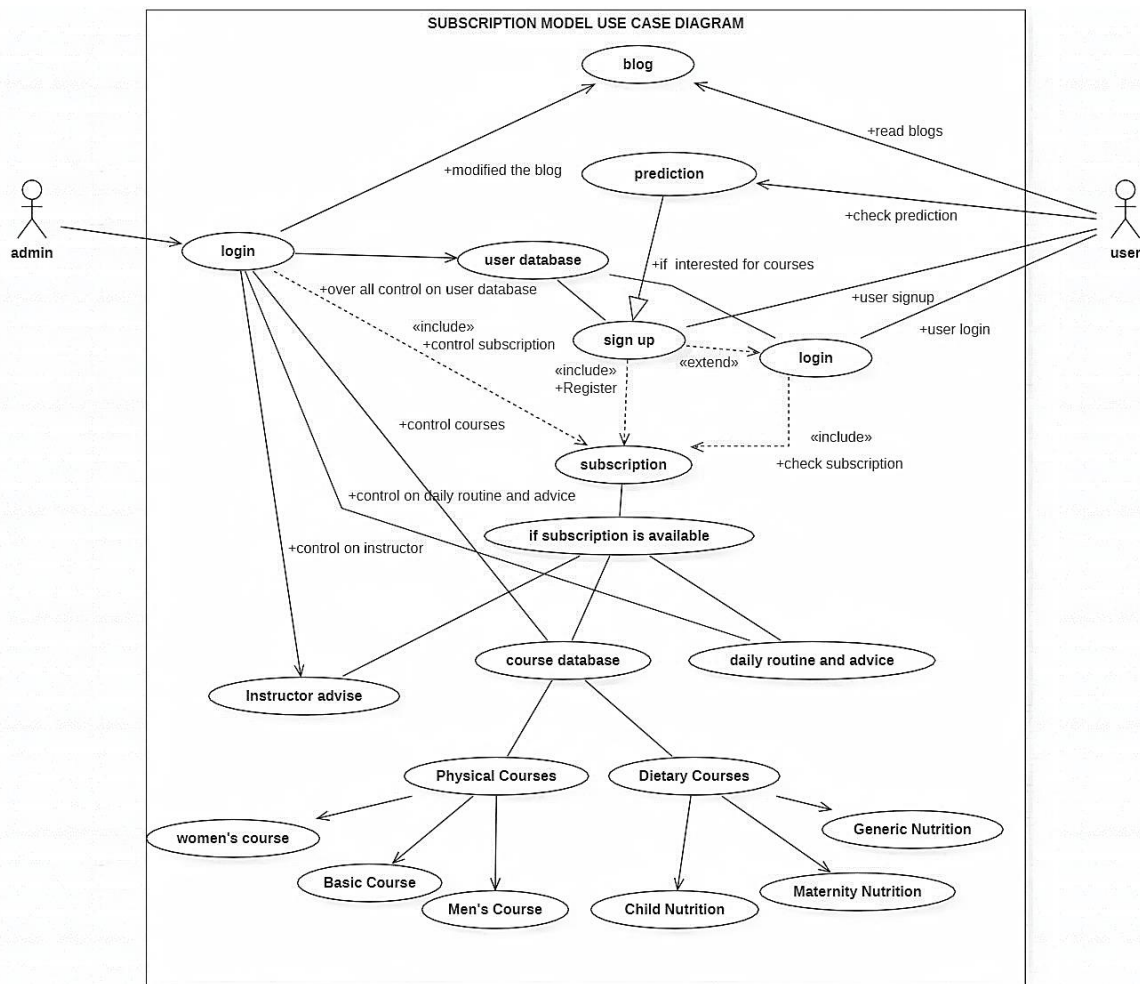 SUBSCRIPTION MODEL USE CASE DIAGRAM
blog
+read blogs
+modified the blog
prediction
+check prediction
admin
login
user
user database
+if interested for courses
+over all control on user database
+user signup
«include»
+control subscription
sign up
+user login
login
«extend»
«include»
+Register
+control courses
«include»
+check subscription
subscription
+control on daily routine and advice
if subscription is available
+control on instructor
course database
daily routine and advice
Instructor advise
Physical Courses
Dietary Courses
women's course
Generic Nutrition
Basic Course
Maternity Nutrition
Men's Course
Child Nutrition